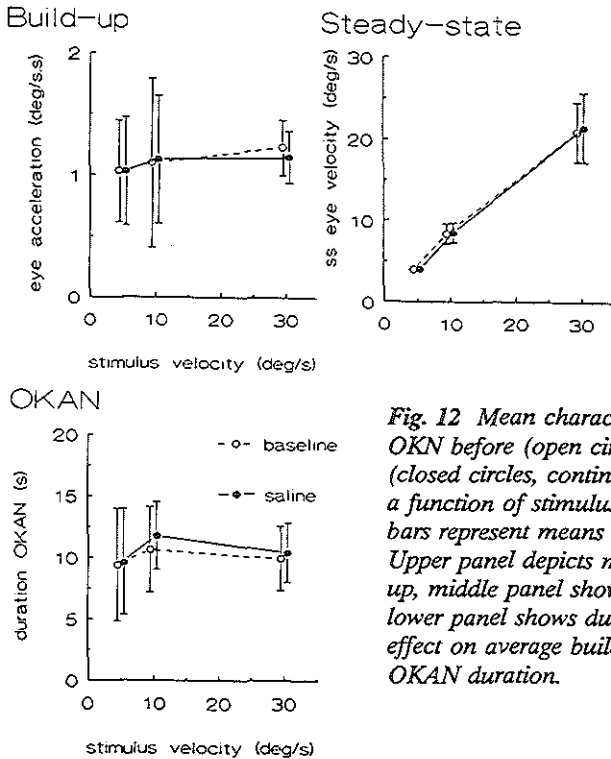 Build-up
eye acceleration (deg/s.s)
2
1
0
0 10 20 30
stimulus velocity (deg/s)
Steady-state
ss eye velocity (deg/s)
30
20
10
0
0 10 20 30
OKAN
duration OKAN (s)
20
15
10
5
0
baseline
saline
0 10 20 30
stimulus velocity (deg/s)
Fig. 12 Mean charac
OKN before (open cir
(closed circles, contin
a function of stimulus
bars represent means
Upper panel depicts n
up, middle panel show
lower panel shows du
effect on average buil
OKAN duration.